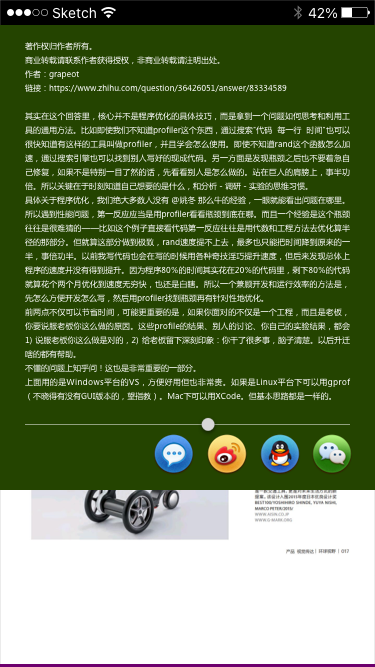 Sketch
42%
著作权归作者所有。
商业转载请联系作者获得授权，非商业转载请注明出处。
作者：grapeot
链接：https://www.zhihu.com/question/36426051/answer/83334589
其实在这个回答里，核心并不是程序优化的具体技巧，而是拿到一个问题如何思考和利用工
具的通用方法。比如即使我们不知道profiler这个东西，通过搜索"代码 每一行 时间"也可以
很快知道有这样的工具叫做profiler，并且学会怎么使用。即使不知道rand这个函数怎么加
速，通过搜索引擎也可以找到别人写好的现成代码。另一方面是发现瓶颈之后也不要着急自
己修复，如果不是特别一目了然的话，先看看别人是怎么做的。站在巨人的肩膀上，事半功
倍。所以关键在于时刻知道自己想要的是什么，和分析 - 调研 - 实验的思维习惯。
具体关于程序优化，我们绝大多数人没有 @姚冬 那么牛的经验，一眼就能看出问题在哪里。
所以遇到性能问题，第一反应应当是用profiler看看瓶颈到底在哪。而且一个经验是这个瓶颈
往往是很难猜的——比如这个例子直接看代码第一反应往往是用代数和工程方法去优化算半
径的那部分。但就算这部分做到极致，rand速度提不上去，最多也只能把时间降到原来的一
半，事倍功半。以前我写代码也会在写的时候用各种奇技淫巧提升速度，但后来发现总体上
程序的速度并没有得到提升。因为程序80%的时间其实花在20%的代码里，剩下80%的代码
就算花个两个月优化到速度无穷快，也还是白瞎。所以一个兼顾开发和运行效率的方法是，
先怎么方便开发怎么写，然后用profiler找到瓶颈再有针对性地优化。
前两点不仅可以节省时间，可能更重要的是，如果你面对的不仅是一个工程，而且是老板，
你要说服老板你这么做的原因。这些profile的结果、别人的讨论、你自己的实验结果，都会
1) 说服老板你这么做是对的，2) 给老板留下深刻印象：你干了很多事，脑子清楚。以后升迁
啥的都有帮助。
不懂的问题上知乎问！这也是非常重要的一部分。
上面用的是Windows平台的VS，方便好用但也非常贵。如果是Linux平台下可以用gprof
（不晓得有没有GUI版本的，望指教）。Mac下可以用XCode。但基本思路都是一样的。
BEST100/YOSHIHIRO SHINDE, YUYA NISHI,
MARCO PETER/2015/
WWW.AISIN.CO.JP
WWW.G-MARK.ORG
产品 视觉传达 | 环球视野 | 017